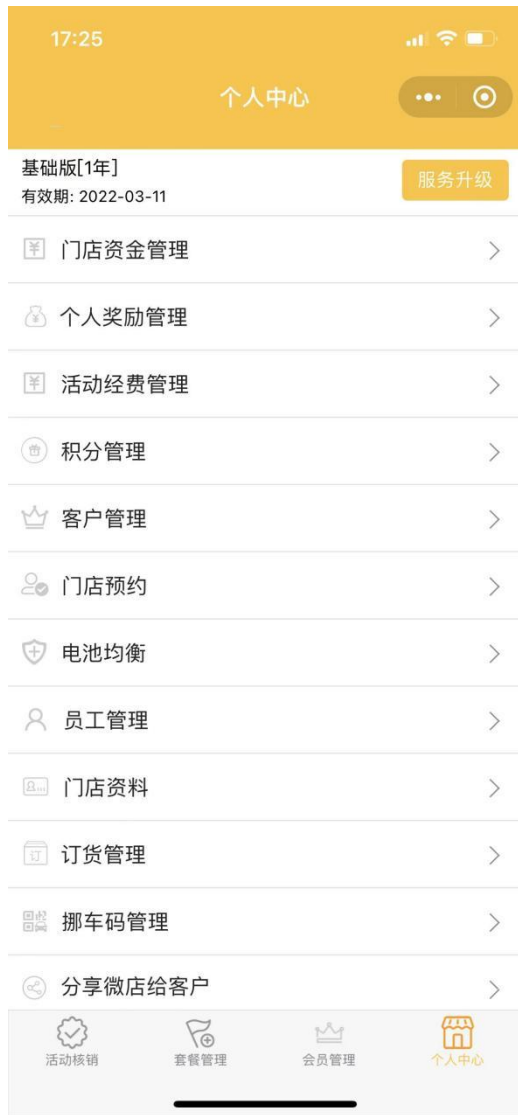 17:25
个人中心
基础版[1年]
有效期: 2022-03-11
服务升级
门店资金管理
个人奖励管理
活动经费管理
积分管理
客户管理
门店预约
电池均衡
员工管理
门店资料
订货管理
挪车码管理
分享微店给客户
活动核销
套餐管理
会员管理
个人中心